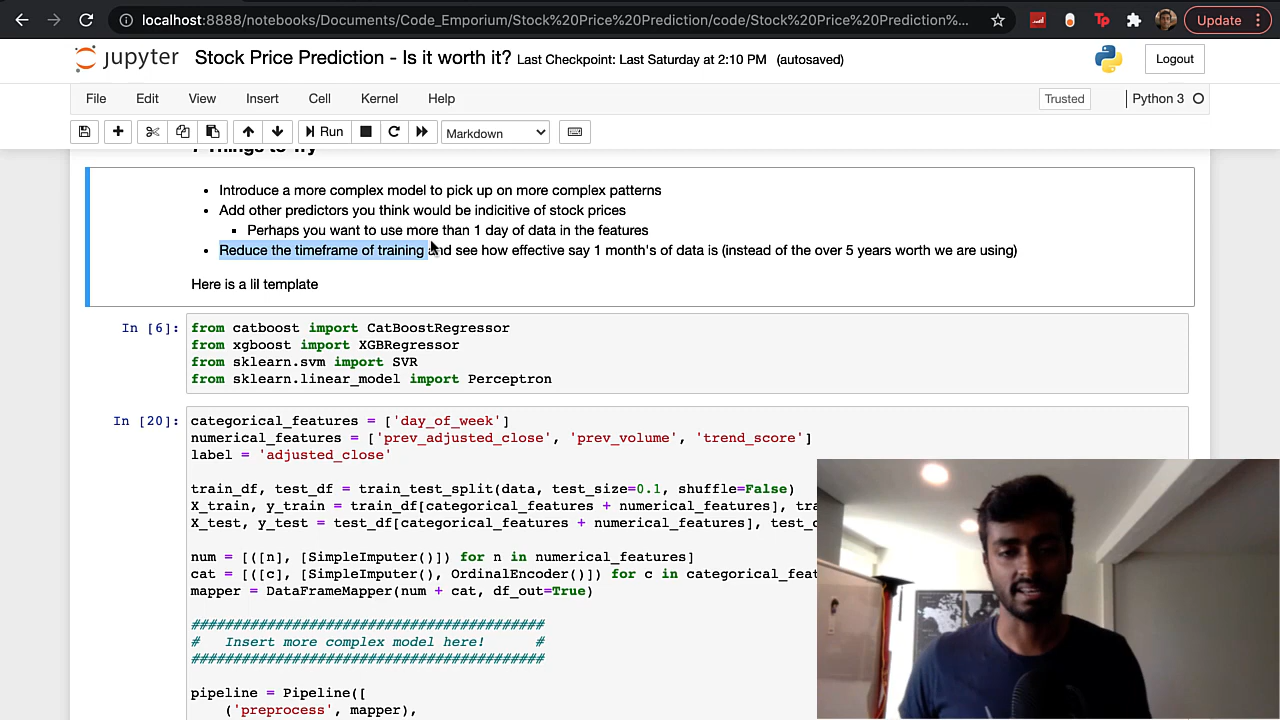 localhost:8888/notebooks/Documents/Code_Emporium/Stock%20Price%20Prediction/code/Stock%20Price%20Prediction%...
Tp
Update
jupyter Stock Price Prediction - Is it worth it? Last Checkpoint: Last Saturday at 2:10 PM (autosaved)
Logout
File Edit View Insert Cell Kernel Help
Trusted
Python 3
Run
Markdown
7 Things to Try
Introduce a more complex model to pick up on more complex patterns
Add other predictors you think would be indicitive of stock prices
Perhaps you want to use more than 1 day of data in the features
Reduce the timeframe of training and see how effective say 1 month's of data is (instead of the over 5 years worth we are using)
Here is a lil template
In [6]: from catboost import CatBoostRegressor
from xgboost import XGBRegressor
from sklearn.svm import SVR
from sklearn.linear_model import Perceptron
In [20]: categorical_features = ['day_of_week']
numerical_features = ['prev_adjusted_close', 'prev_volume', 'trend_score']
label = 'adjusted_close'
train_df, test_df = train_test_split(data, test_size=0.1, shuffle=False)
X_train, y_train = train_df[categorical_features + numerical_features], tra
X_test, y_test = test_df[categorical_features + numerical_features], test_d
num = [([n], [SimpleImputer()]) for n in numerical_features]
cat = [([c], [SimpleImputer(), OrdinalEncoder()]) for c in categorical_feat
mapper = DataFrameMapper(num + cat, df_out=True)
##########################################
# Insert more complex model here! #
##########################################
pipeline = Pipeline([
('preprocess', mapper),